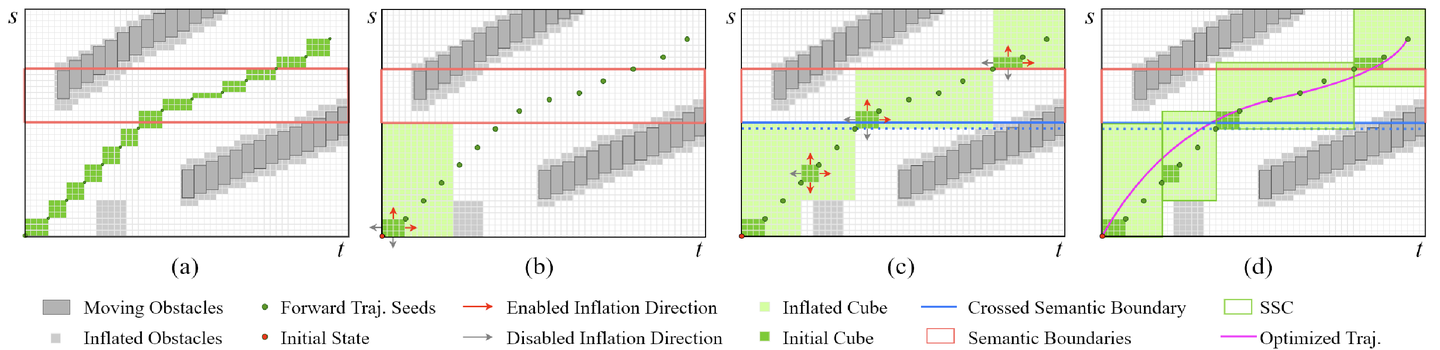 s
t
(a)
s
t
(b)
s
t
(c)
s
t
(d)
Moving Obstacles
Forward Traj. Seeds
Enabled Inflation Direction
Inflated Cube
Crossed Semantic Boundary
SSC
Inflated Obstacles
Initial State
Disabled Inflation Direction
Initial Cube
Semantic Boundaries
Optimized Traj.